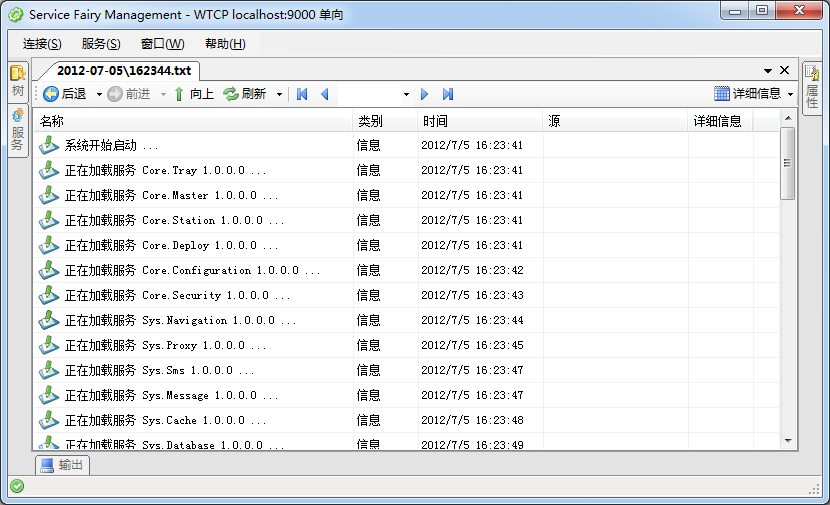 Service Fairy Management - WTCP localhost:9000 单向
连接(S) 服务(S) 窗口(W) 帮助(H)
树
服务
2012-07-05\162344.txt
属性
后退 前进 向上 刷新 详细信息
名称 类别 时间 源 详细信息
系统开始启动 ... 信息 2012/7/5 16:23:41
正在加载服务 Core.Tray 1.0.0.0 ... 信息 2012/7/5 16:23:41
正在加载服务 Core.Master 1.0.0.0 ... 信息 2012/7/5 16:23:41
正在加载服务 Core.Station 1.0.0.0 ... 信息 2012/7/5 16:23:41
正在加载服务 Core.Deploy 1.0.0.0 ... 信息 2012/7/5 16:23:41
正在加载服务 Core.Configuration 1.0.0.0 ... 信息 2012/7/5 16:23:42
正在加载服务 Core.Security 1.0.0.0 ... 信息 2012/7/5 16:23:43
正在加载服务 Sys.Navigation 1.0.0.0 ... 信息 2012/7/5 16:23:44
正在加载服务 Sys.Proxy 1.0.0.0 ... 信息 2012/7/5 16:23:45
正在加载服务 Sys.Sms 1.0.0.0 ... 信息 2012/7/5 16:23:47
正在加载服务 Sys.Message 1.0.0.0 ... 信息 2012/7/5 16:23:47
正在加载服务 Sys.Cache 1.0.0.0 ... 信息 2012/7/5 16:23:48
正在加载服务 Sys.Database 1.0.0.0 ... 信息 2012/7/5 16:23:49
输出